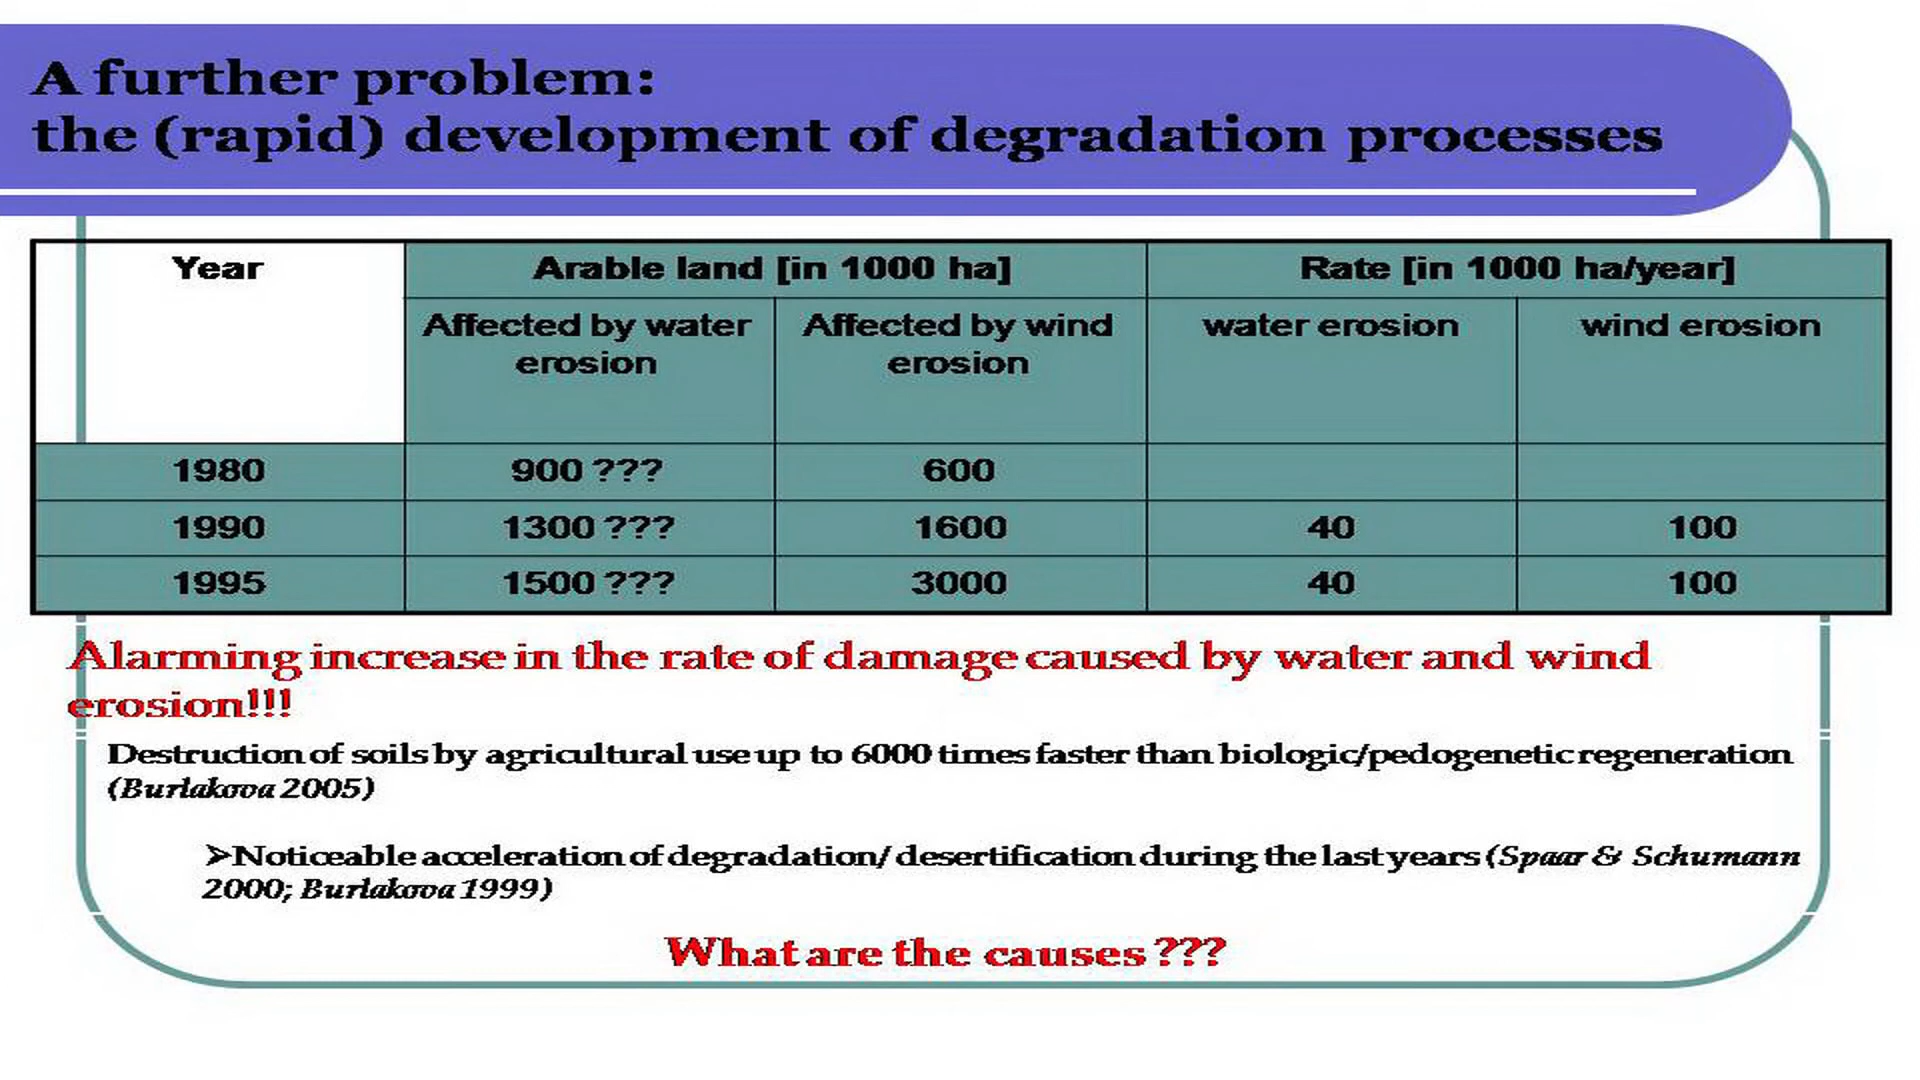 A further problem:
the (rapid) development of degradation processes
Year Arable land [in 1000 ha] Rate [in 1000 ha/year]
Affected by water erosion Affected by wind erosion water erosion wind erosion
1980 900 ??? 600
1990 1300 ??? 1600 40 100
1995 1500 ??? 3000 40 100
Alarming increase in the rate of damage caused by water and wind
erosion!!!
Destruction of soils by agricultural use up to 6000 times faster than biologic/pedogenetic regeneration
(Burlakova 2005)
➢Noticeable acceleration of degradation/ desertification during the last years (Spaar & Schumann
2000; Burlakova 1999)
What are the causes ???